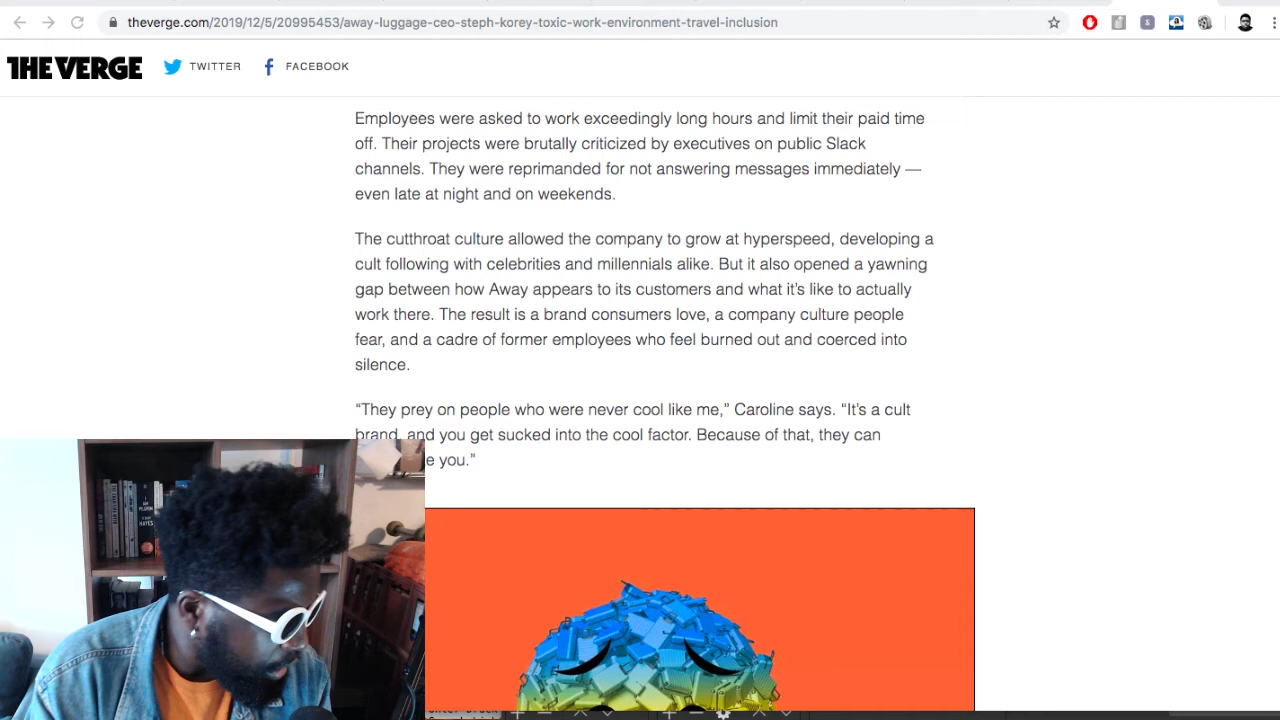 theverge.com/2019/12/5/20995453/away-luggage-ceo-steph-korey-toxic-work-environment-travel-inclusion
THE VERGE TWITTER FACEBOOK
Employees were asked to work exceedingly long hours and limit their paid time
off. Their projects were brutally criticized by executives on public Slack
channels. They were reprimanded for not answering messages immediately —
even late at night and on weekends.
The cutthroat culture allowed the company to grow at hyperspeed, developing a
cult following with celebrities and millennials alike. But it also opened a yawning
gap between how Away appears to its customers and what it’s like to actually
work there. The result is a brand consumers love, a company culture people
fear, and a cadre of former employees who feel burned out and coerced into
silence.
“They prey on people who were never cool like me,” Caroline says. “It’s a cult
brand, and you get sucked into the cool factor. Because of that, they can
you.”
I AM
PILGRIM
HAYES